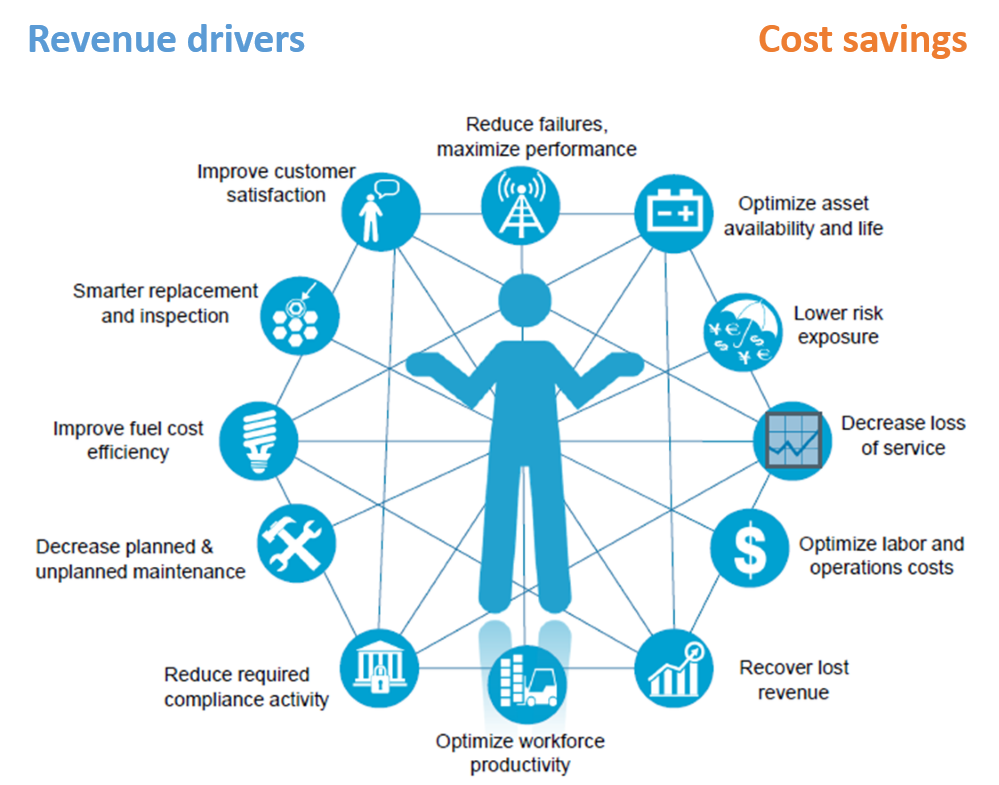 Revenue drivers
Cost savings
Reduce failures,
maximize performance
Improve customer
satisfaction
Optimize asset
availability and life
Smarter replacement
and inspection
Lower risk
exposure
Improve fuel cost
efficiency
Decrease loss
of service
Decrease planned &
unplanned maintenance
Optimize labor and
operations costs
Reduce required
compliance activity
Recover lost
revenue
Optimize workforce
productivity